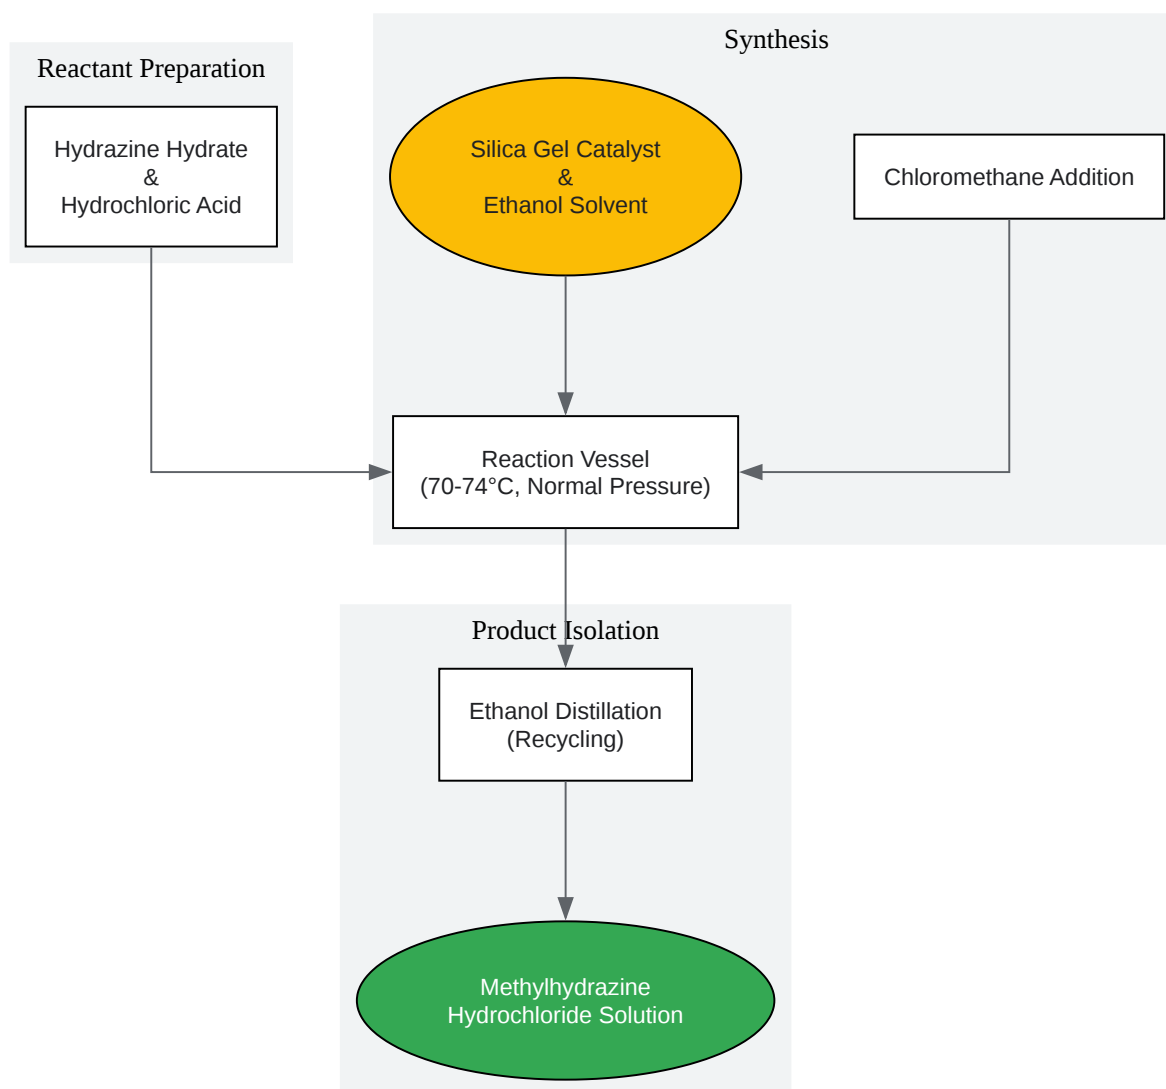 Reactant Preparation
Hydrazine Hydrate
&
Hydrochloric Acid
Synthesis
Silica Gel Catalyst
&
Ethanol Solvent
Chloromethane Addition
Reaction Vessel
(70-74°C, Normal Pressure)
Product Isolation
Ethanol Distillation
(Recycling)
Methylhydrazine
Hydrochloride Solution